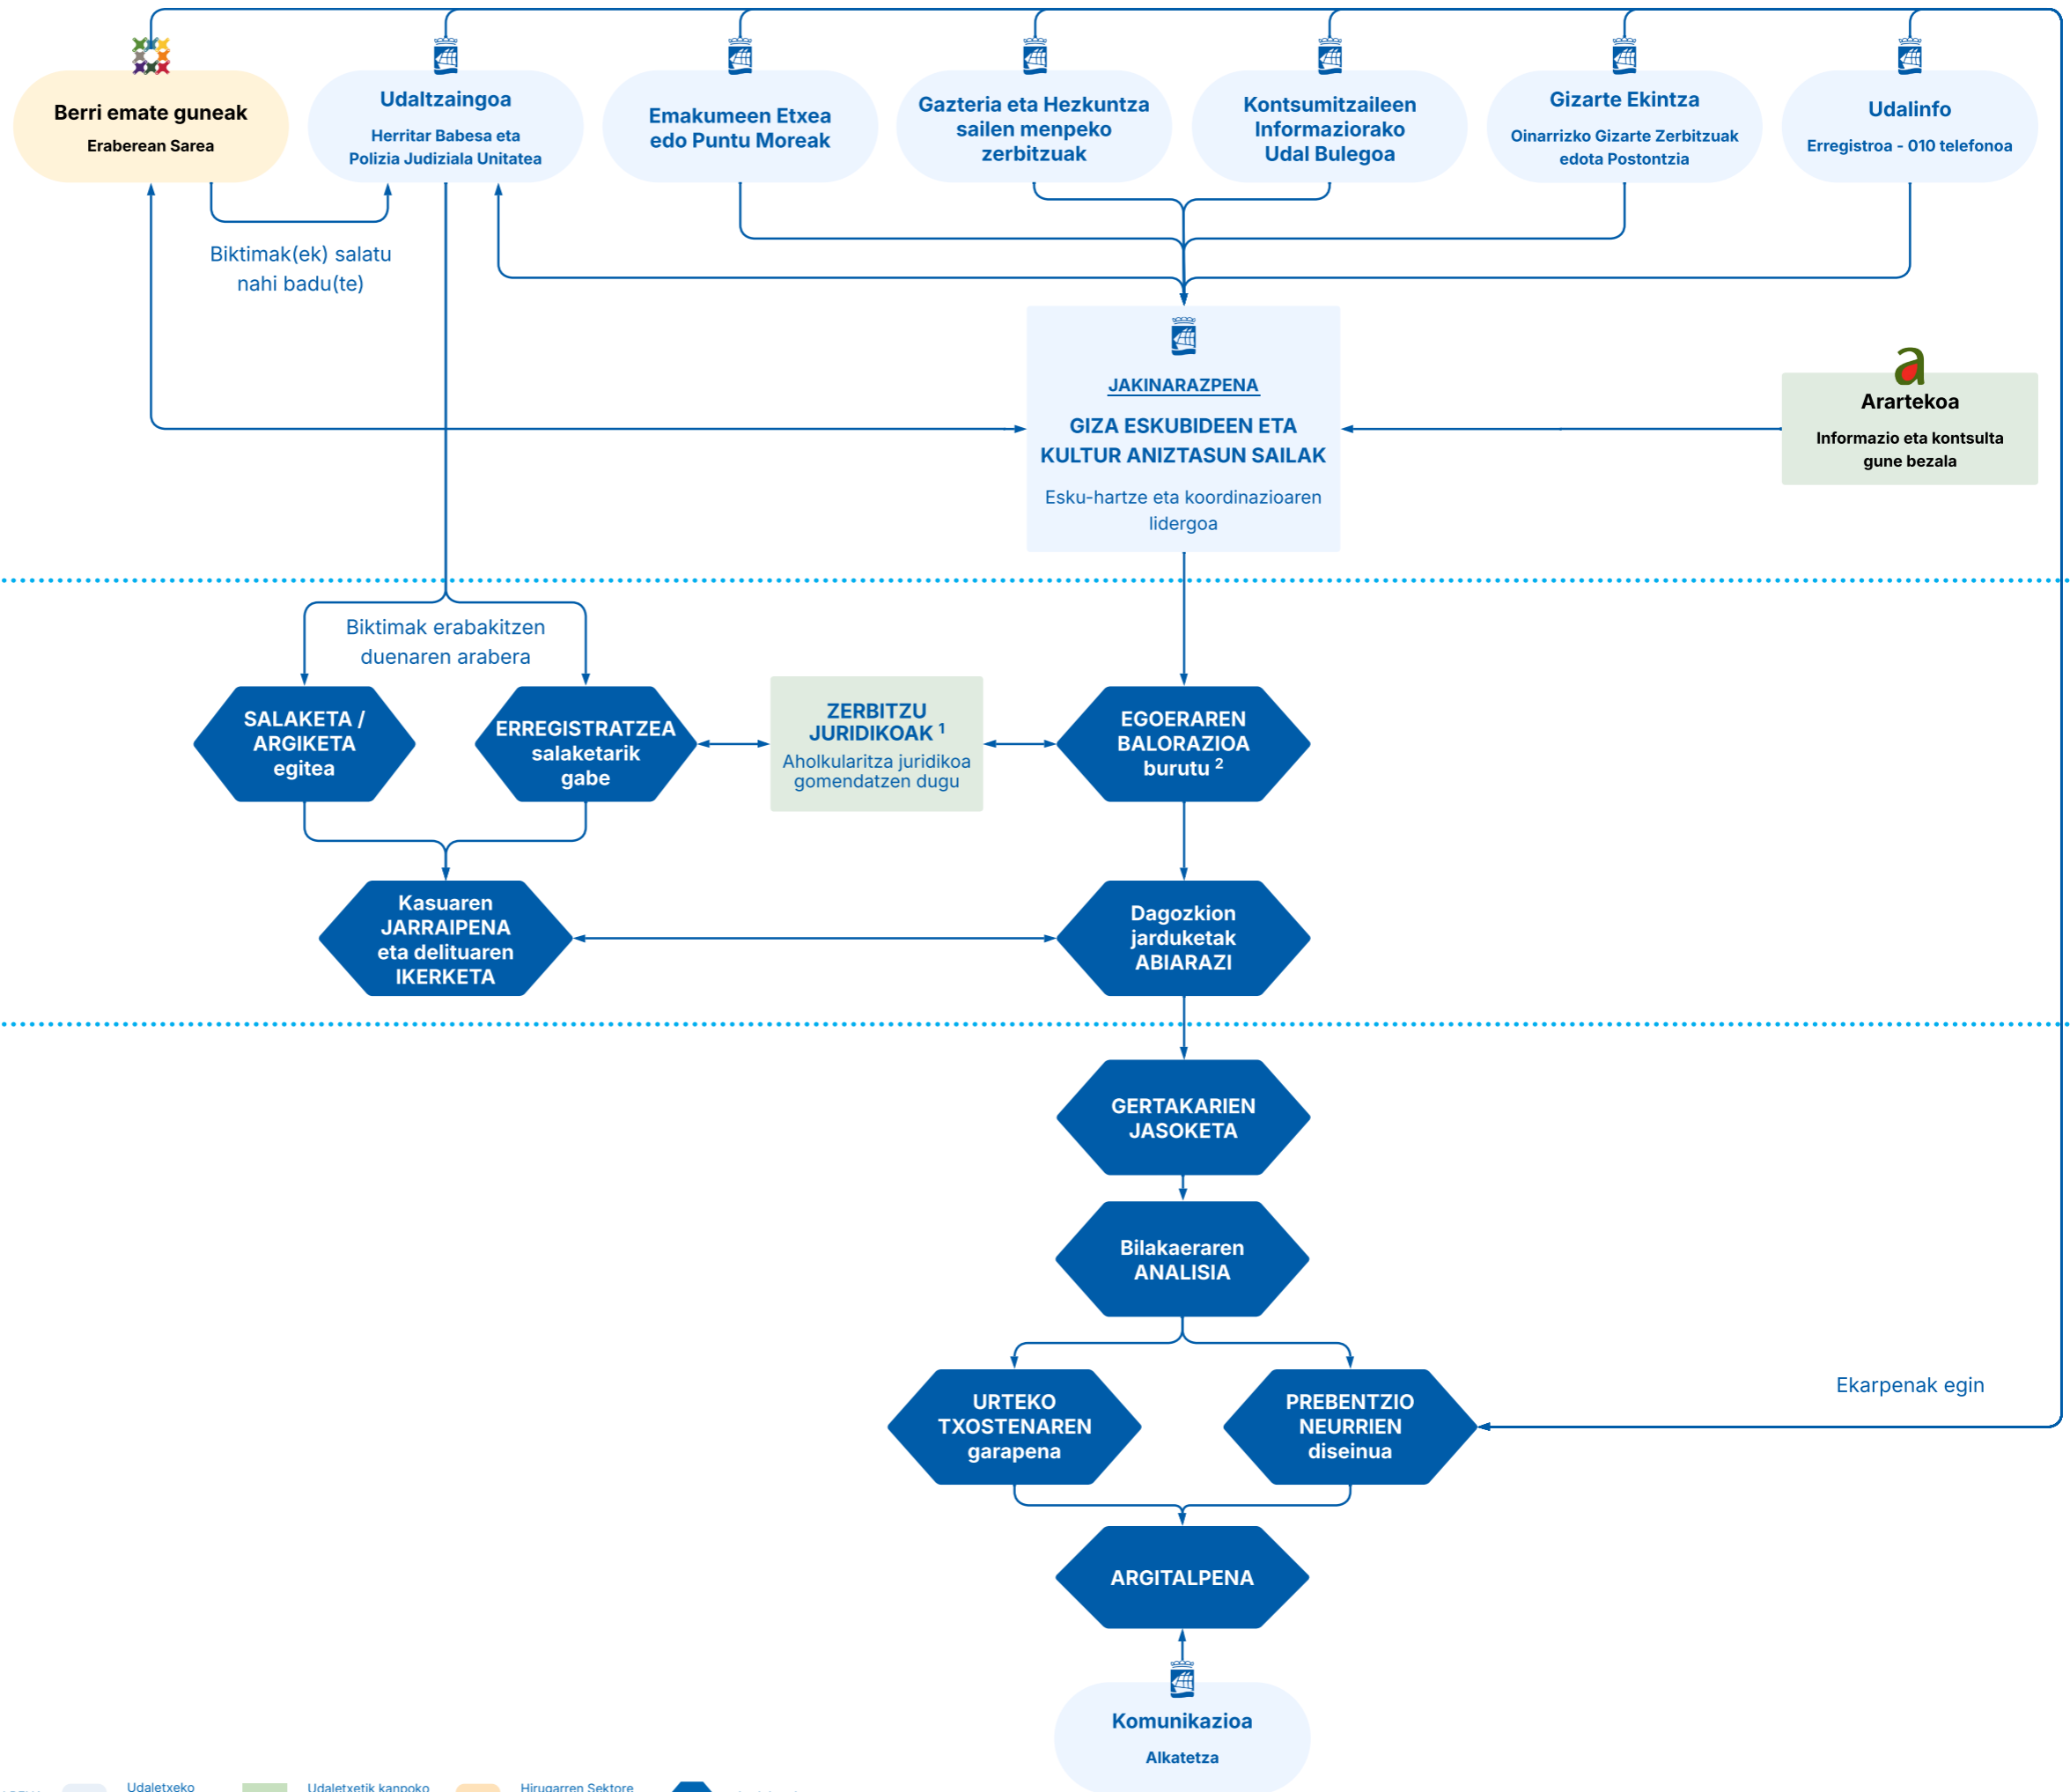 Berri emate guneak
Eraberean Sarea
Udaltzaingoa
Herritar Babesa eta
Polizia Judiziala Unitatea
Emakumeen Etxea
edo Puntu Moreak
Gazteria eta Hezkuntza
sailen menpeko
zerbitzuak
Kontsumitzaileen
Informaziorako
Udal Bulegoa
Gizarte Ekintza
Oinarrizko Gizarte Zerbitzuak
edota Postontzia
Udalinfo
Erregistroa - 010 telefonoa
Biktimak(ek) salatu
nahi badu(te)
JAKINARAZPENA
GIZA ESKUBIDEEN ETA
KULTUR ANIZTASUN SAILAK
Esku-hartze eta koordinazioaren
lidergoa
a
Arartekoa
Informazio eta kontsulta
gune bezala
Biktimak erabakitzen
duenaren arabera
SALAKETA /
ARGIKETA
egitea
ERREGISTRATZEA
salaketarik
gabe
ZERBITZU
JURIDIKOAK 1
Aholkularitza juridikoa
gomendatzen dugu
EGOERAREN
BALORAZIOA
burutu 2
Kasuaren
JARRAIPENA
eta delituaren
IKERKETA
Dagozkion
jarduketak
ABIARAZI
GERTAKARIEN
JASOKETA
Bilakaeraren
ANALISIA
URTEKO
TXOSTENAREN
garapena
PREBENTZIO
NEURRIEN
diseinua
Ekarpenak egin
ARGITALPENA
Komunikazioa
Alkatetza
Udaletxeko
Udaletxetik kanpoko
Hirugarren Sektore